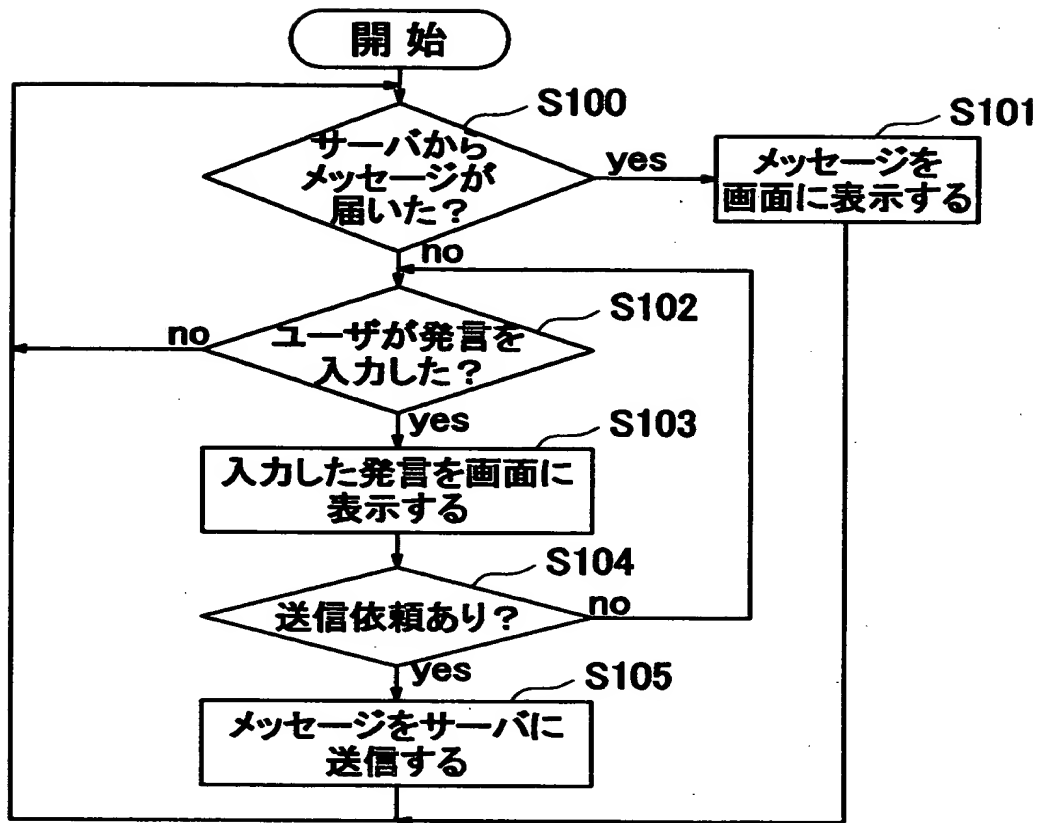 開始
S100
サーバから
メッセージが
届いた?
yes
S101
メッセージを
画面に表示する
no
S102
ユーザが発言を
入力した?
no
yes
S103
入力した発言を画面に
表示する
S104
送信依頼あり?
no
yes
S105
メッセージをサーバに
送信する